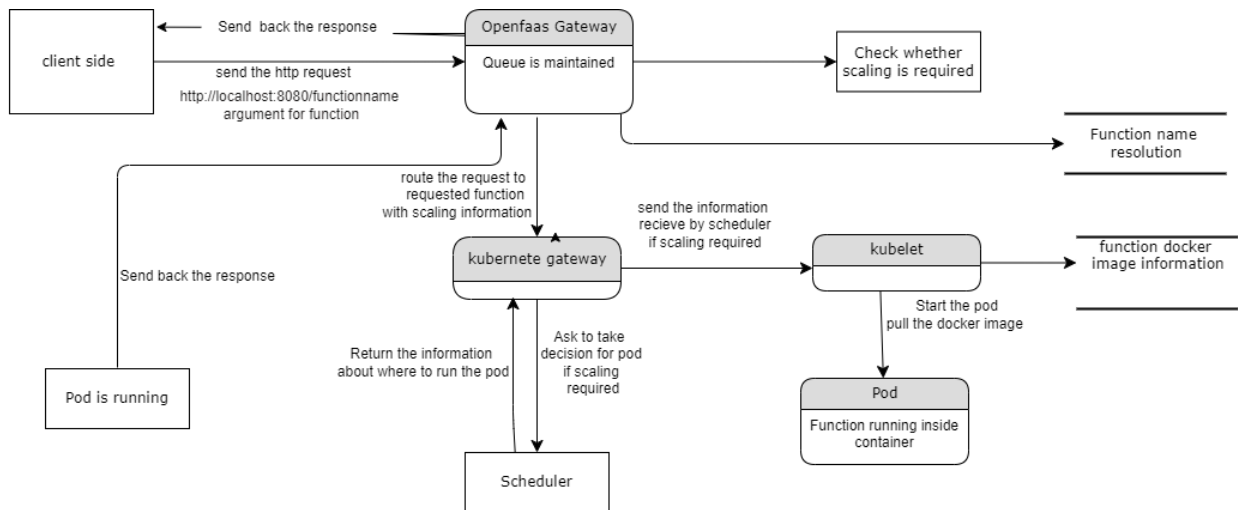 Send back the response
Openfaas Gateway
client side
Queue is maintained
Check whether
scaling is required
send the http request
http://localhost:8080/functionname
argument for function
Function name
resolution
route the request to
requested function
with scaling information
send the information
recieve by scheduler
if scaling required
kubernete gateway
kubelet
function docker
image information
Send back the response
Start the pod
pull the docker image
Return the information
about where to run the pod
Ask to take
decision for pod
if scaling
required
Pod is running
Pod
Function running inside
container
Scheduler